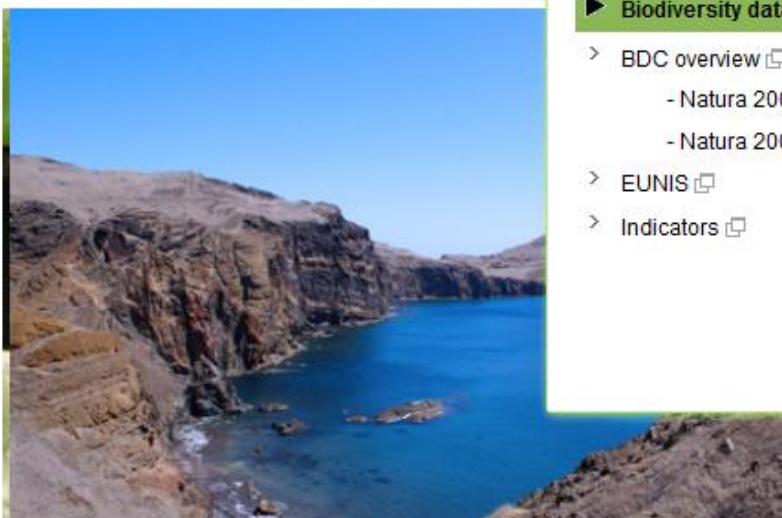 Biodiversity
BDC overview
- Natura
- Natura
EUNIS
Indicators